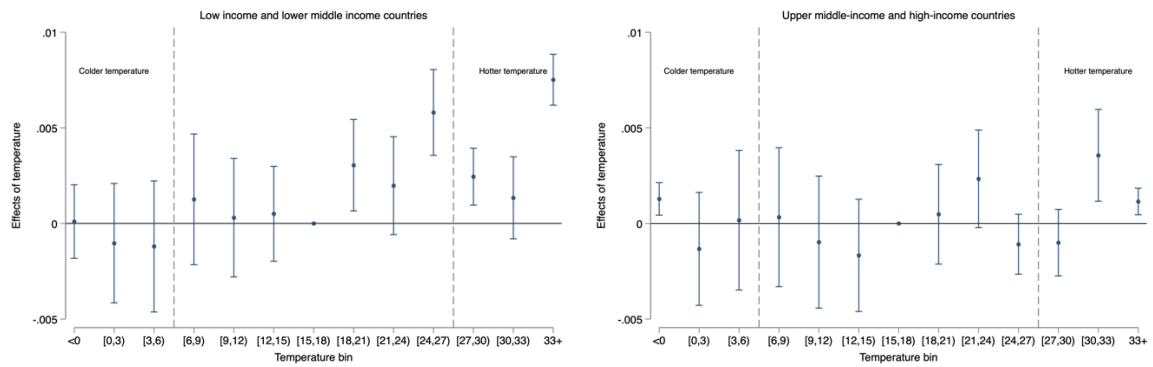 Low income and lower middle income countries
.01
Colder temperature
Hotter temperature
.005
0
-.005
Effects of temperature
<0 [0,3) [3,6) [6,9) [9,12) [12,15) [15,18) [18,21) [21,24) [24,27) [27,30) [30,33) 33+
Temperature bin
Upper middle-income and high-income countries
.01
Colder temperature
Hotter temperature
.005
0
-.005
Effects of temperature
<0 [0,3) [3,6) [6,9) [9,12) [12,15) [15,18) [18,21) [21,24) [24,27) [27,30) [30,33) 33+
Temperature bin